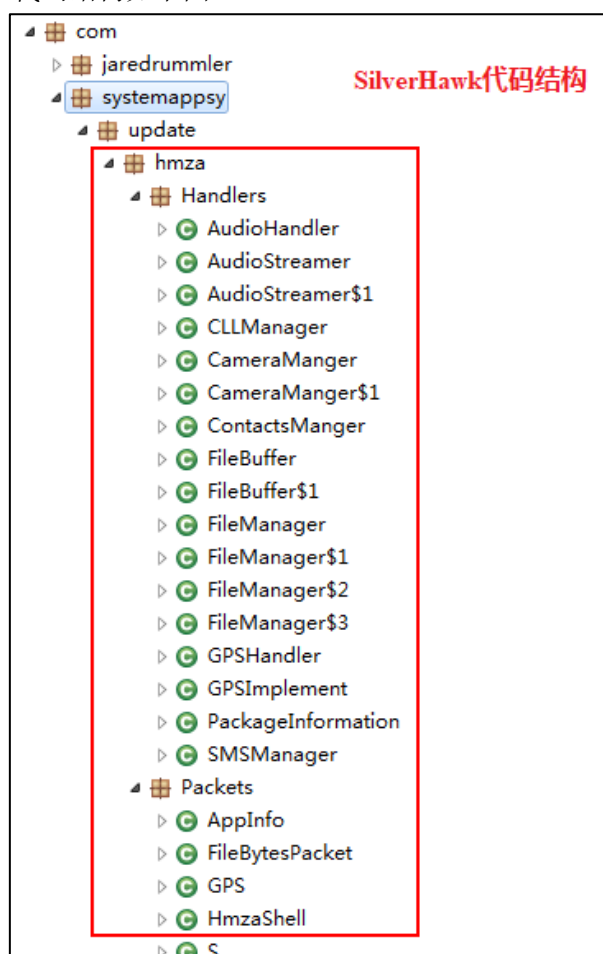 com
jaredrummler
SilverHawk代码结构
systemappsy
update
hmza
Handlers
AudioHandler
AudioStreamer
AudioStreamer$1
CLLManager
CameraManger
CameraManger$1
ContactsManger
FileBuffer
FileBuffer$1
FileManager
FileManager$1
FileManager$2
FileManager$3
GPSHandler
GPSImplement
PackageInformation
SMSManager
Packets
AppInfo
FileBytesPacket
GPS
HmzaShell
S